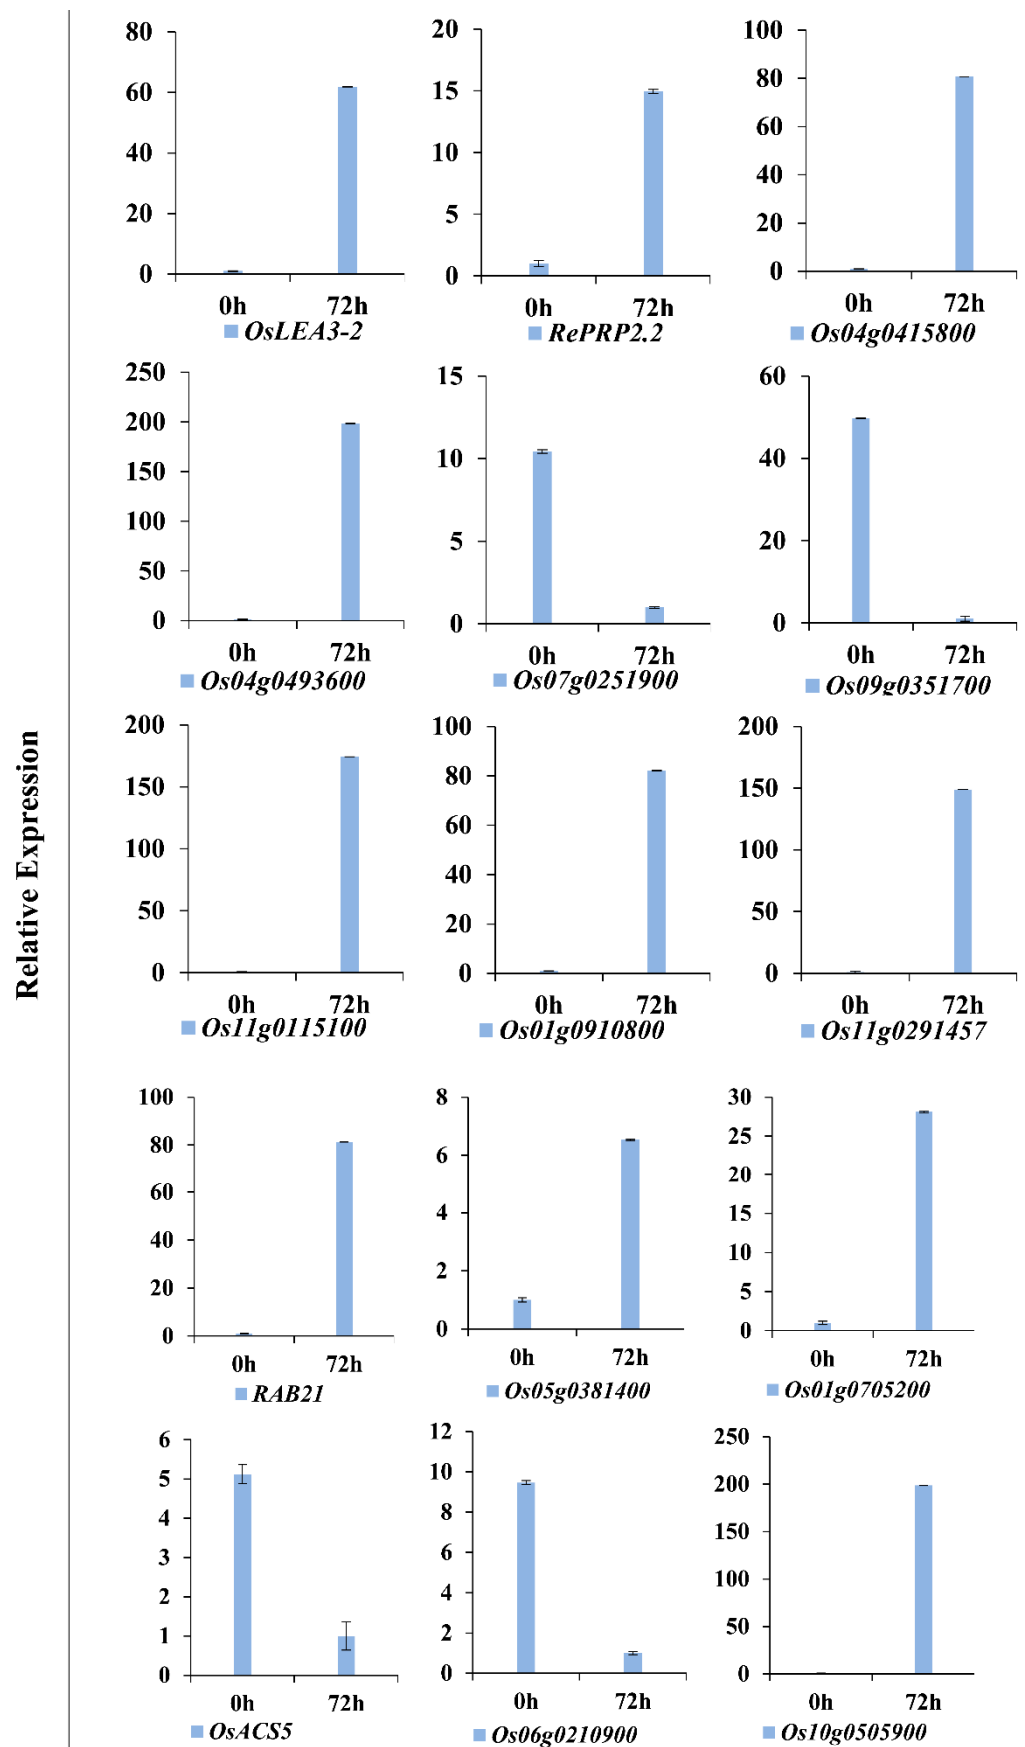 Relative Expression
80
60
40
20
0
0h 72h
OsLEA3-2
20
15
10
5
0
0h 72h
RePRP2.2
100
80
60
40
20
0
0h 72h
Os04g0415800
250
200
150
100
50
0
0h 72h
Os04g0493600
15
10
5
0
0h 72h
Os07g0251900
60
40
20
0
0h 72h
Os09g0351700
200
150
100
50
0
0h 72h
Os11g0115100
100
80
60
40
20
0
0h 72h
Os01g0910800
200
150
100
50
0
0h 72h
Os11g0291457
100
80
60
40
20
0
0h 72h
RAB21
8
6
4
2
0
0h 72h
Os05g0381400
30
25
20
15
10
5
0
0h 72h
Os01g0705200
6
5
4
3
2
1
0
0h 72h
OsACS5
12
10
8
6
4
2
0
0h 72h
Os06g0210900
250
200
150
100
50
0
0h 72h
Os10g0505900